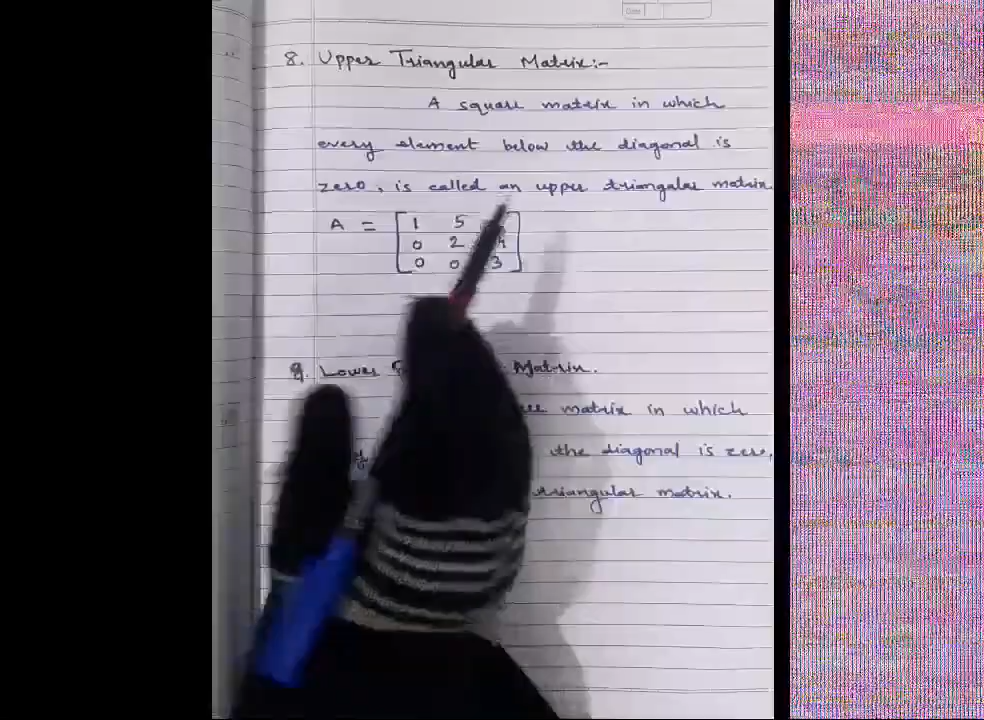 Date
8. Upper Triangular Matrix:-
A square matrix in which
every element below the diagonal is
zero, is called an upper triangular matrix.
A = [ 1 5
0 2 4
0 0 3 ]
9. Lower Matrix.
matrix in which
the diagonal is zero,
triangular matrix.